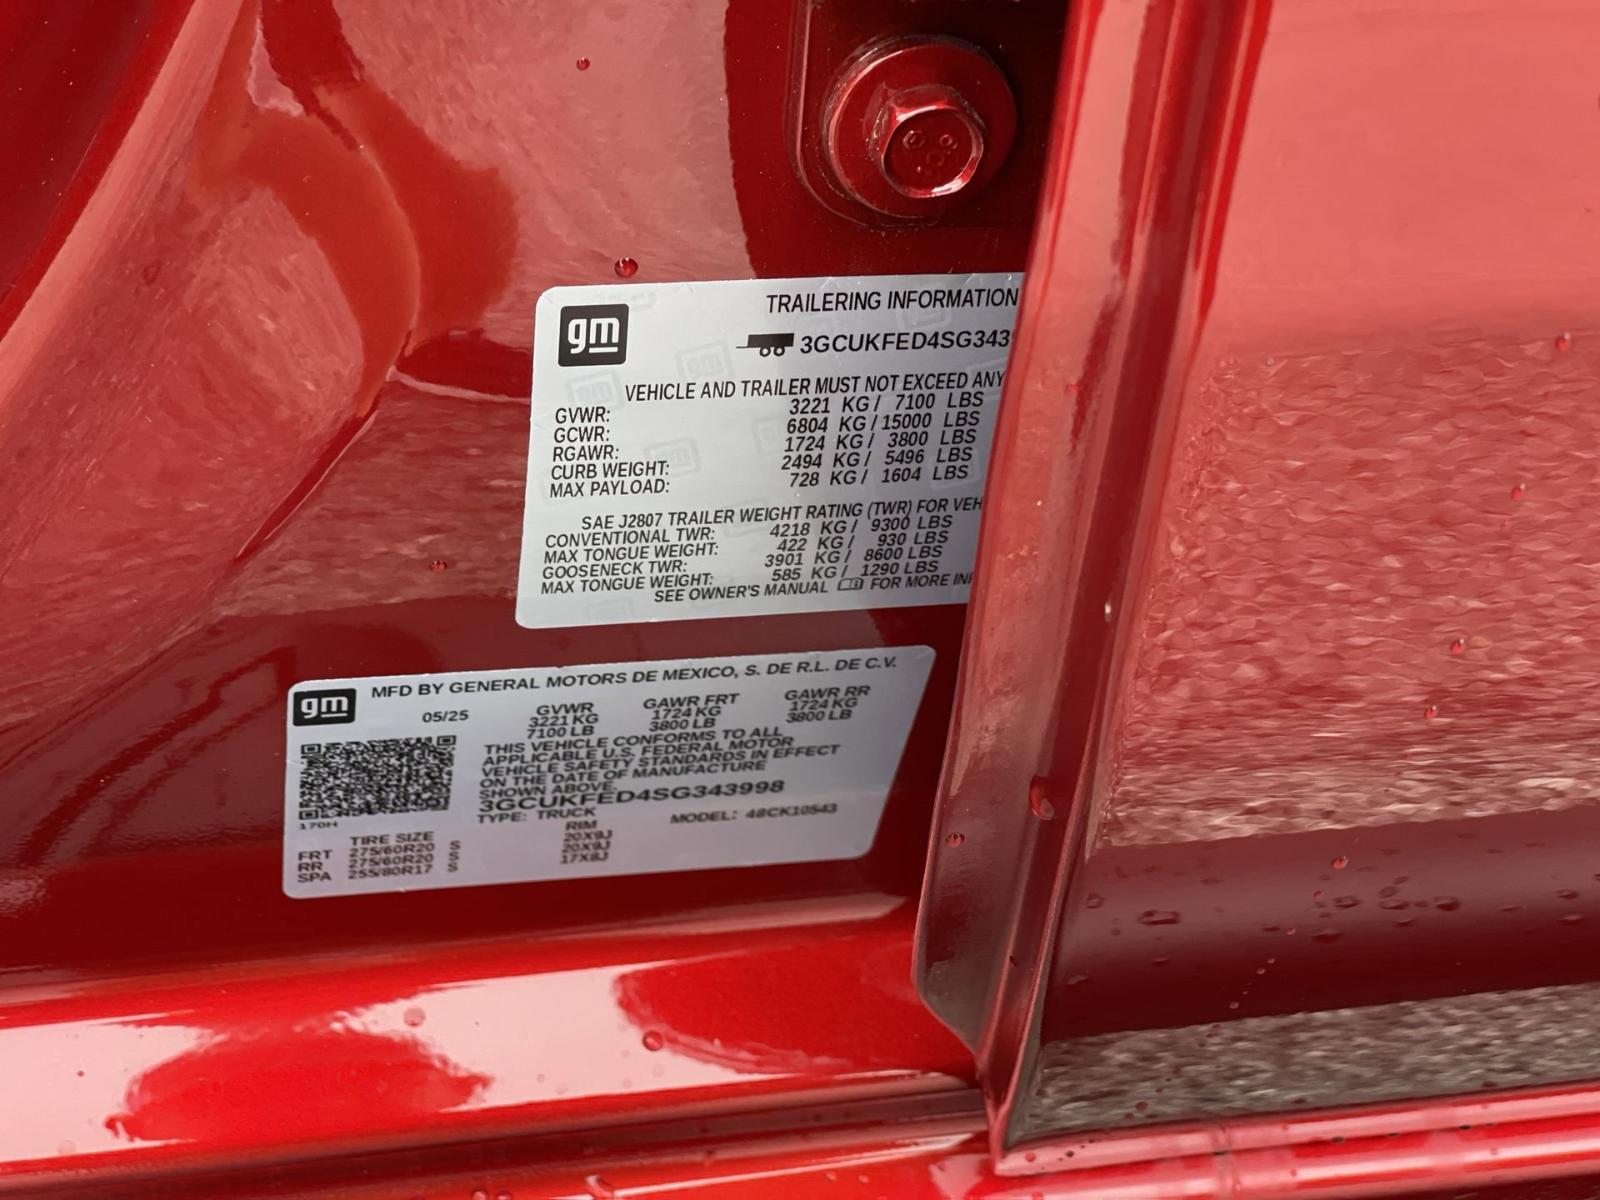 gm
TRAILERING INFORMATION
3GCUKFED4SG343
VEHICLE AND TRAILER MUST NOT EXCEED ANY
GVWR: 3221 KG / 7100 LBS
GCWR: 6804 KG / 15000 LBS
RGAWR: 1724 KG / 3800 LBS
CURB WEIGHT: 2494 KG / 5496 LBS
MAX PAYLOAD: 728 KG / 1604 LBS
SAE J2807 TRAILER WEIGHT RATING (TWR) FOR VEH
CONVENTIONAL TWR: 4218 KG / 9300 LBS
MAX TONGUE WEIGHT: 422 KG / 930 LBS
GOOSENECK TWR: 3901 KG / 8600 LBS
MAX TONGUE WEIGHT: 585 KG / 1290 LBS
SEE OWNER'S MANUAL FOR MORE IN
gm
MFD BY GENERAL MOTORS DE MEXICO, S. DE R.L. DE C.V.
05/25 GVWR GAWR FRT GAWR RR
3221 KG 1724 KG 1724 KG
7100 LB 3800 LB 3800 LB
THIS VEHICLE CONFORMS TO ALL
APPLICABLE U.S. FEDERAL MOTOR
VEHICLE SAFETY STANDARDS IN EFFECT
ON THE DATE OF MANUFACTURE
SHOWN ABOVE.
3GCUKFED4SG343998
TYPE: TRUCK MODEL: 48CK10543
170H
TIRE SIZE RIM
FRT 275/60R20 S 20X9J
RR 275/60R20 S 20X9J
SPA 255/80R17 S 17X8J